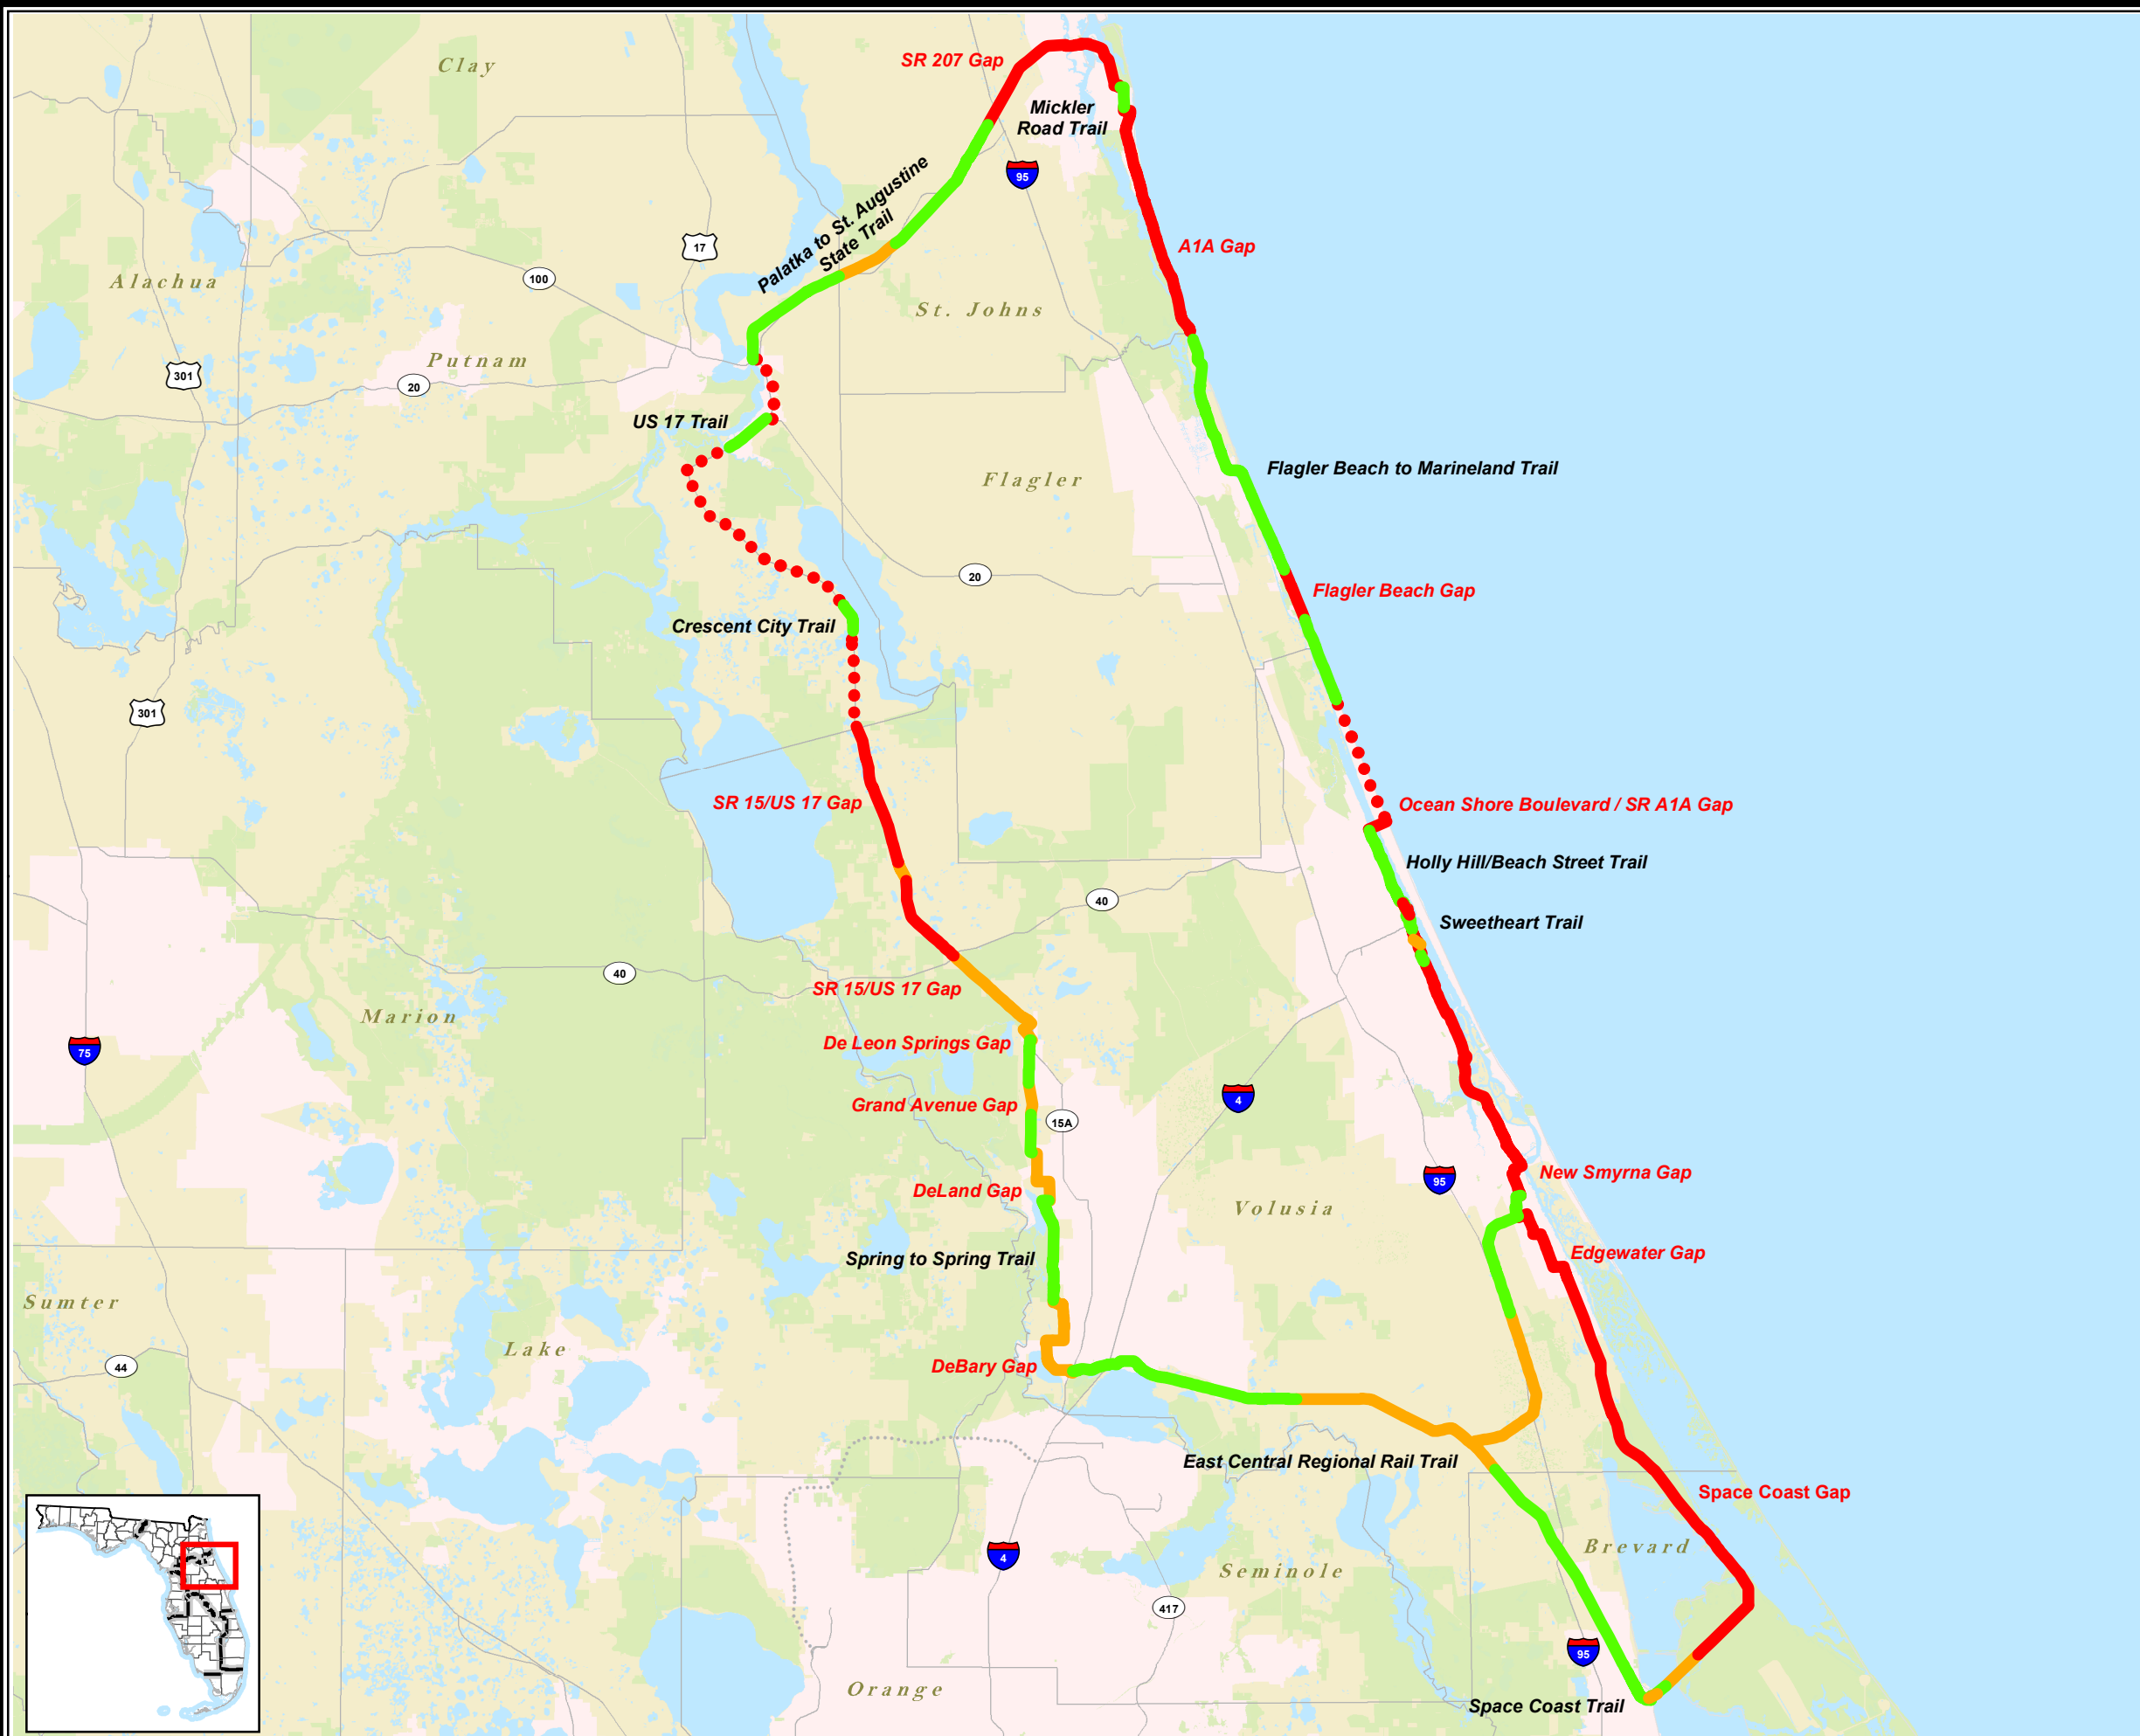 Clay
SR 207 Gap
Mickler
Road Trail
95
Palatka to St. Augustine
State Trail
17
A1A Gap
100
Alachua
St. Johns
Putnam
301
20
US 17 Trail
Flagler Beach to Marineland Trail
Flagler
20
Flagler Beach Gap
Crescent City Trail
301
SR 15/US 17 Gap
Ocean Shore Boulevard / SR A1A Gap
Holly Hill/Beach Street Trail
40
Sweetheart Trail
40
SR 15/US 17 Gap
Marion
75
De Leon Springs Gap
4
Grand Avenue Gap
15A
New Smyrna Gap
95
DeLand Gap
Volusia
Edgewater Gap
Spring to Spring Trail
Sumter
Lake
44
DeBary Gap
East Central Regional Rail Trail
Space Coast Gap
Brevard
4
Seminole
417
95
Orange
Space Coast Trail